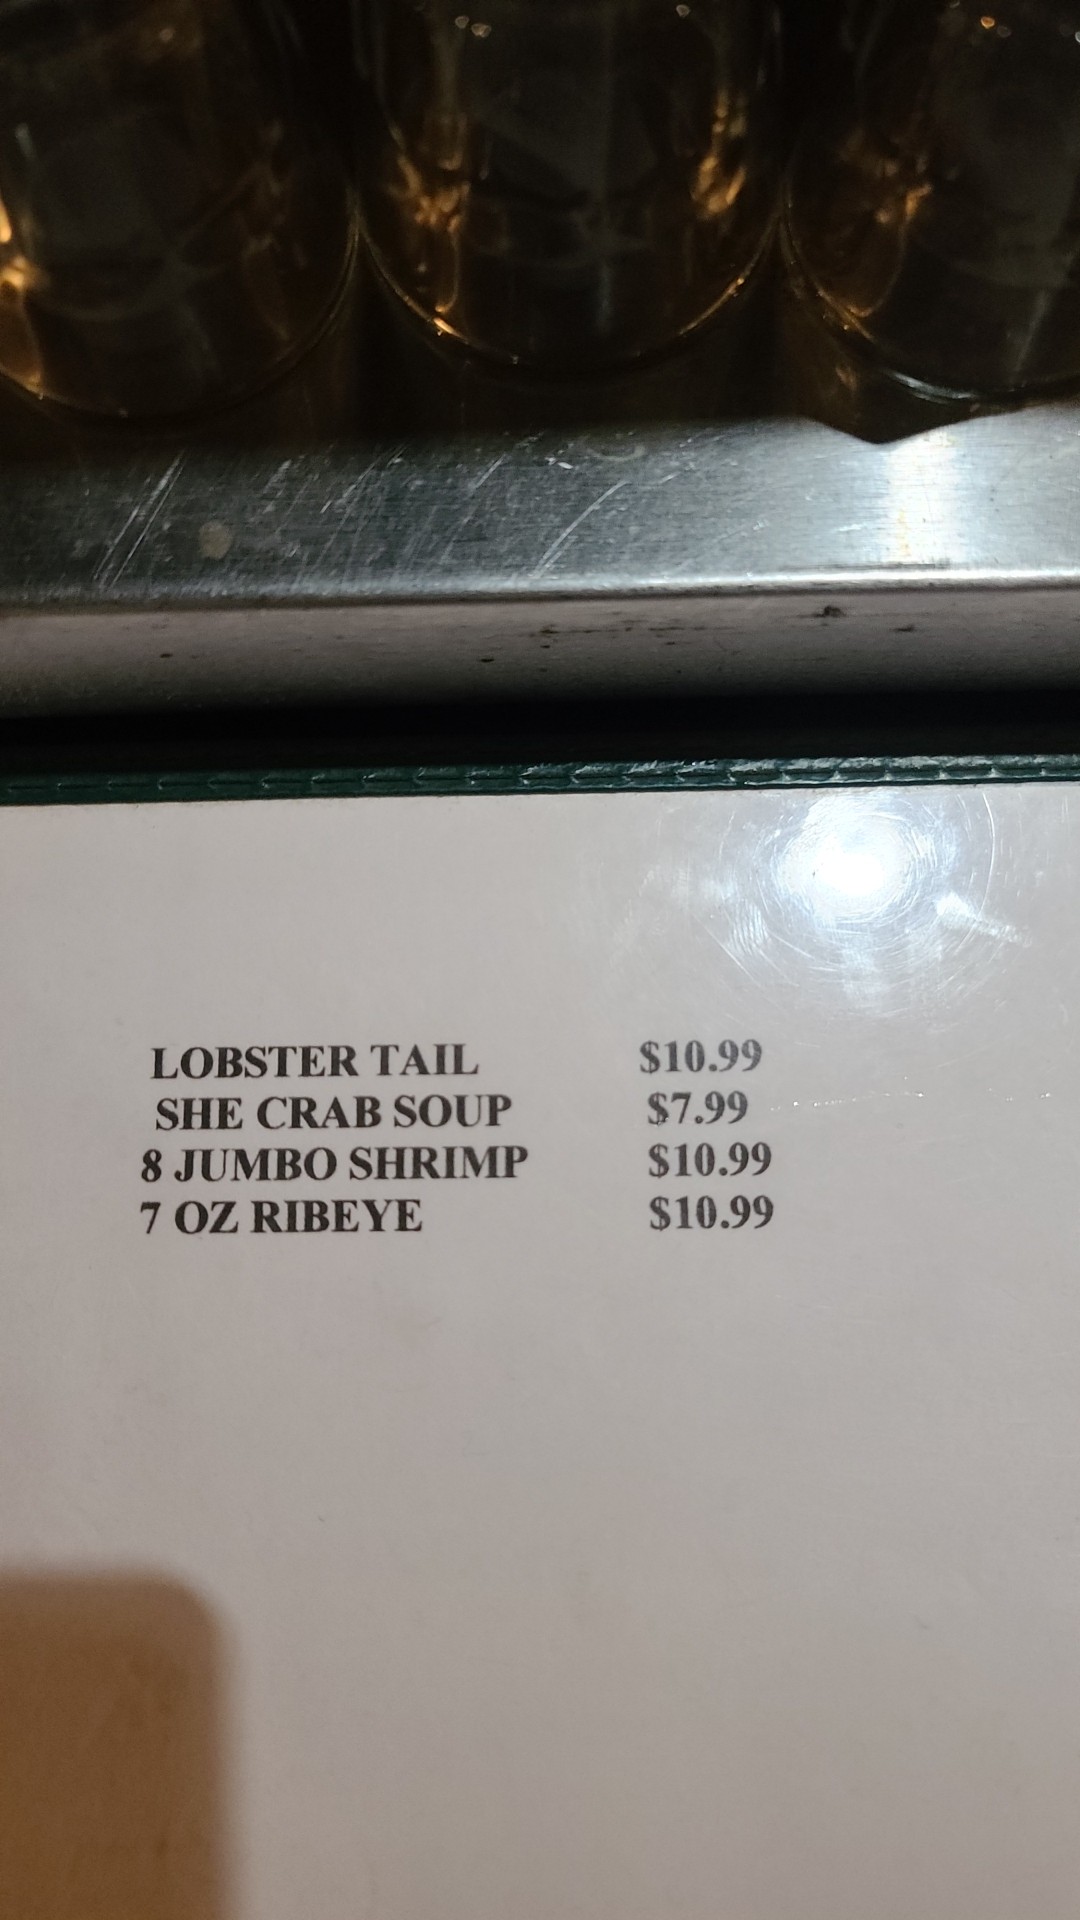 LOBSTER TAIL $10.99
SHE CRAB SOUP $7.99
8 JUMBO SHRIMP $10.99
7 OZ RIBEYE $10.99